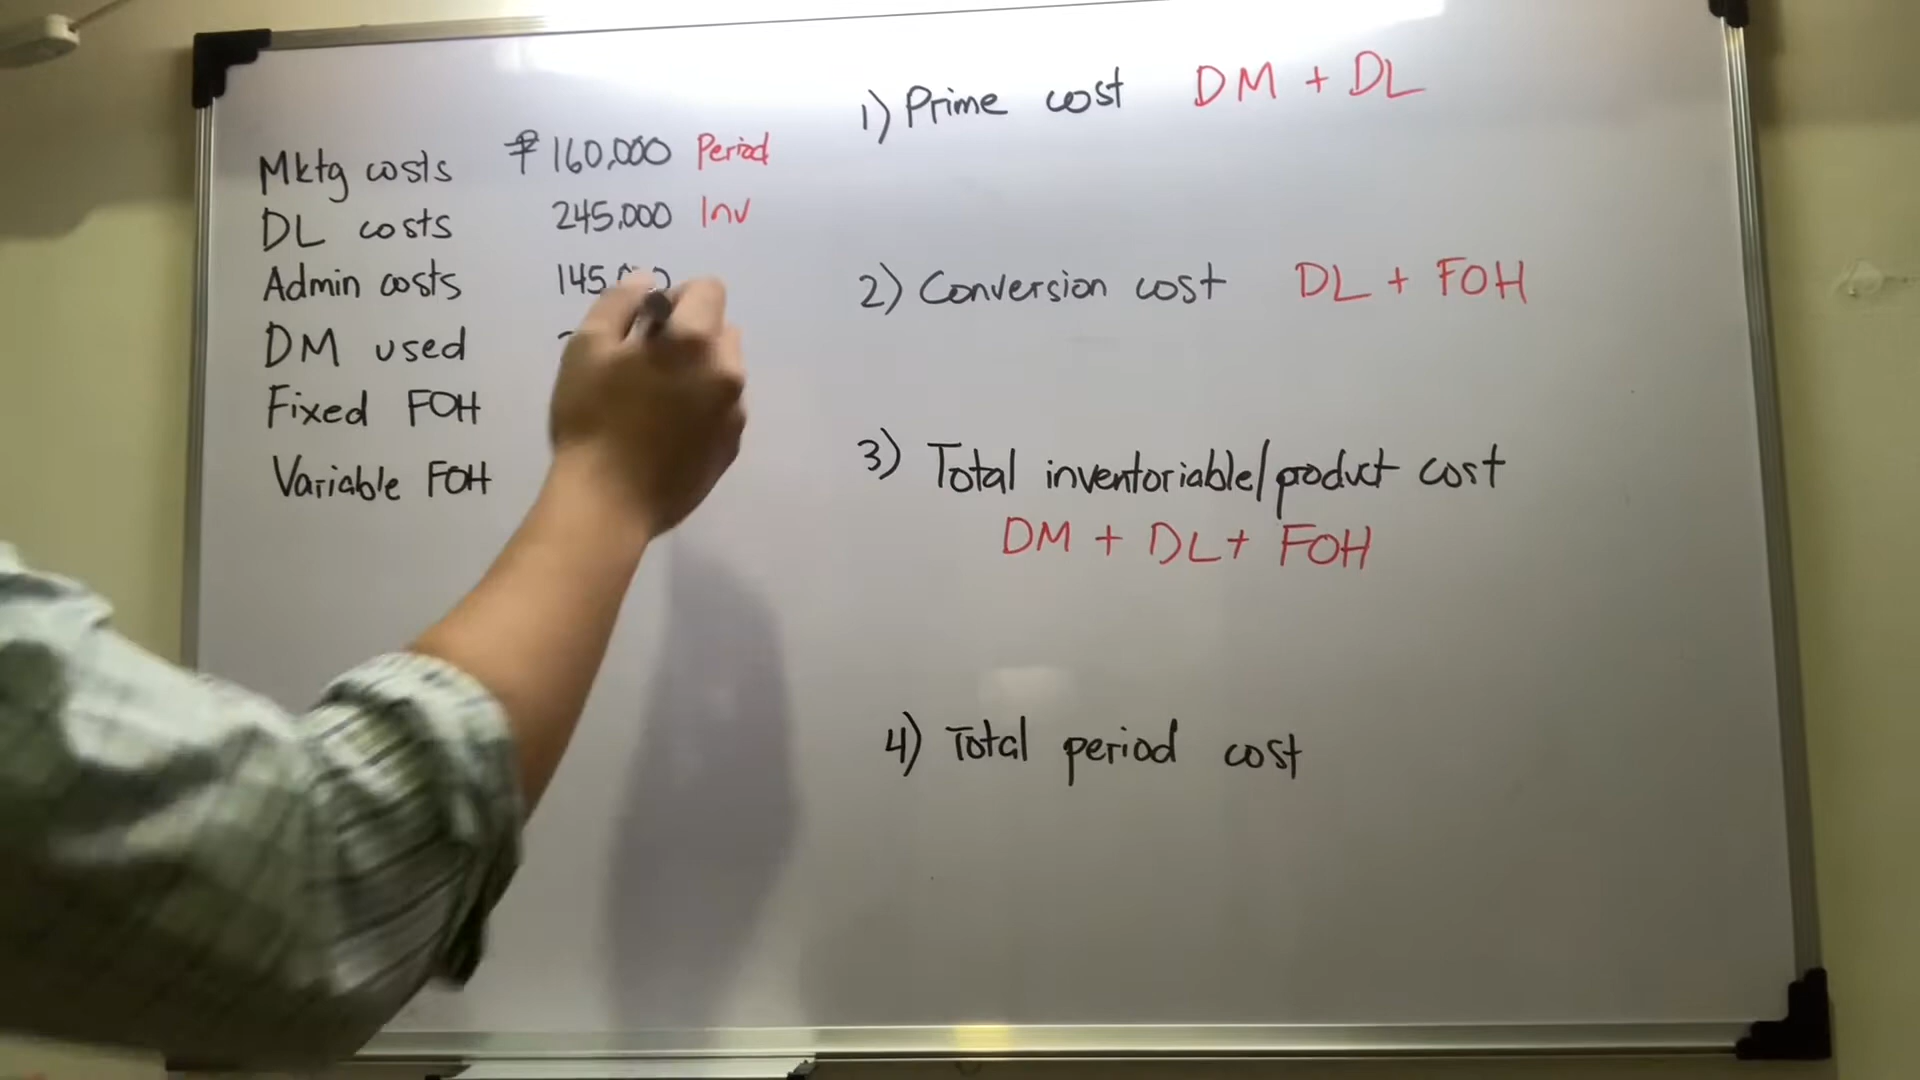 Mktg costs ₱160,000 Period
DL costs 245,000 Inv
Admin costs
DM used
Fixed FOH
Variable FOH
1) Prime cost DM + DL
2) Conversion cost DL + FOH
3) Total inventoriable/product cost
DM + DL + FOH
4) Total period cost